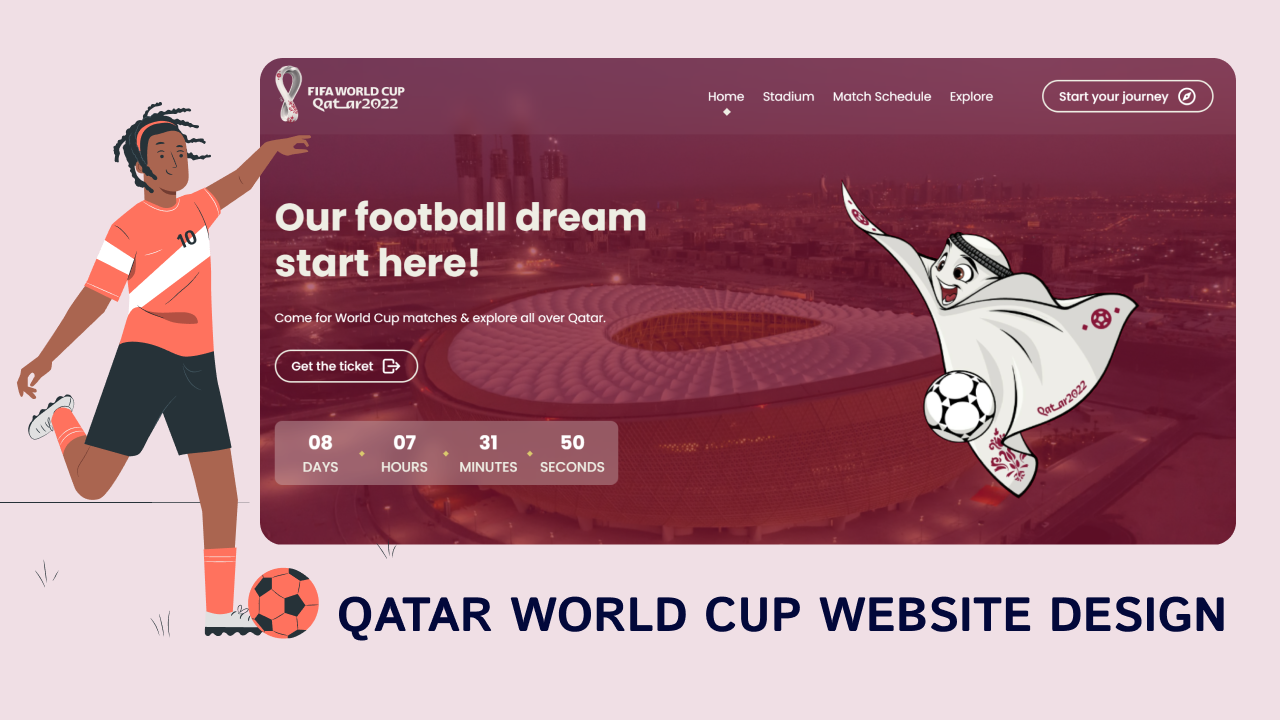 FIFA WORLD CUP
Qatar2022
Home Stadium Match Schedule Explore Start your journey
10
Our football dream
start here!
Come for World Cup matches & explore all over Qatar.
Get the ticket
08 07 31 50
DAYS HOURS MINUTES SECONDS
Qatar2022
QATAR WORLD CUP WEBSITE DESIGN